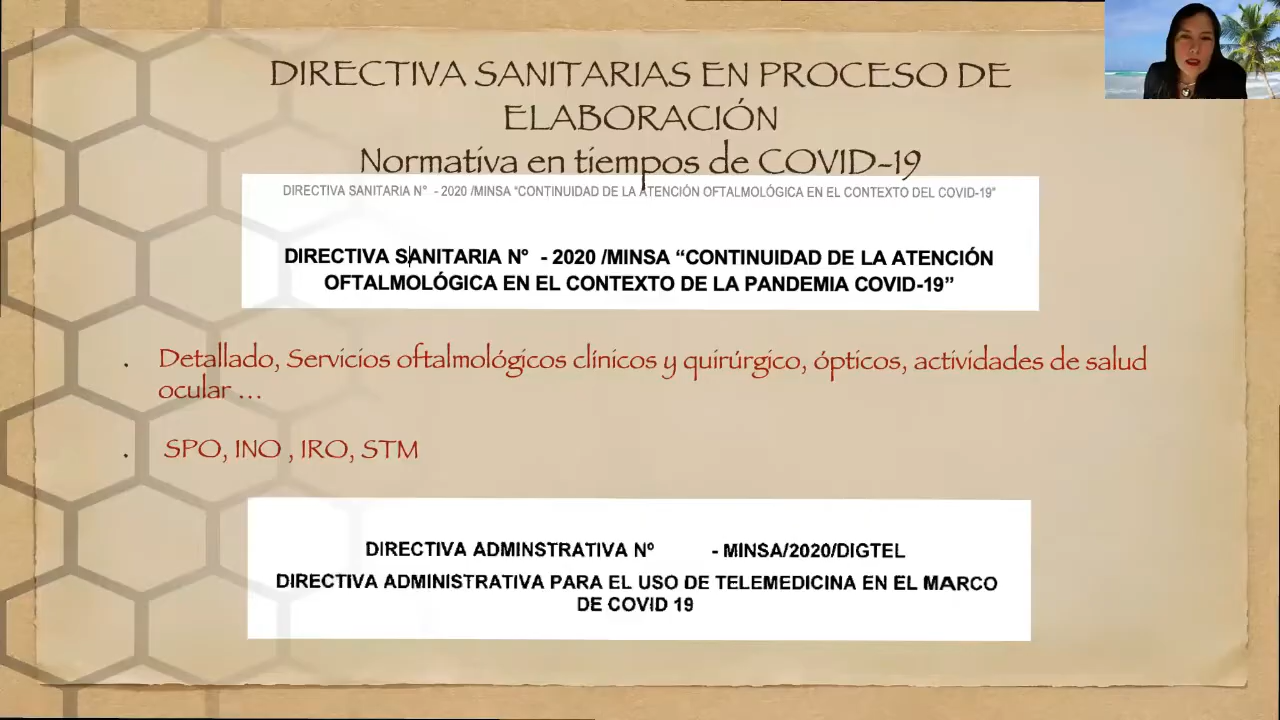 DIRECTIVA SANITARIAS EN PROCESO DE
ELABORACIÓN
Normativa en tiempos de COVID-19
DIRECTIVA SANITARIA N° - 2020 /MINSA "CONTINUIDAD DE LA ATENCIÓN OFTALMOLÓGICA EN EL CONTEXTO DEL COVID-19"
DIRECTIVA SANITARIA N° - 2020 /MINSA “CONTINUIDAD DE LA ATENCIÓN
OFTALMOLÓGICA EN EL CONTEXTO DE LA PANDEMIA COVID-19”
. Detallado, Servicios oftalmológicos clínicos y quirúrgico, ópticos, actividades de salud
ocular …
. SPO, INO , IRO, STM
DIRECTIVA ADMINSTRATIVA Nº - MINSA/2020/DIGTEL
DIRECTIVA ADMINISTRATIVA PARA EL USO DE TELEMEDICINA EN EL MARCO
DE COVID 19